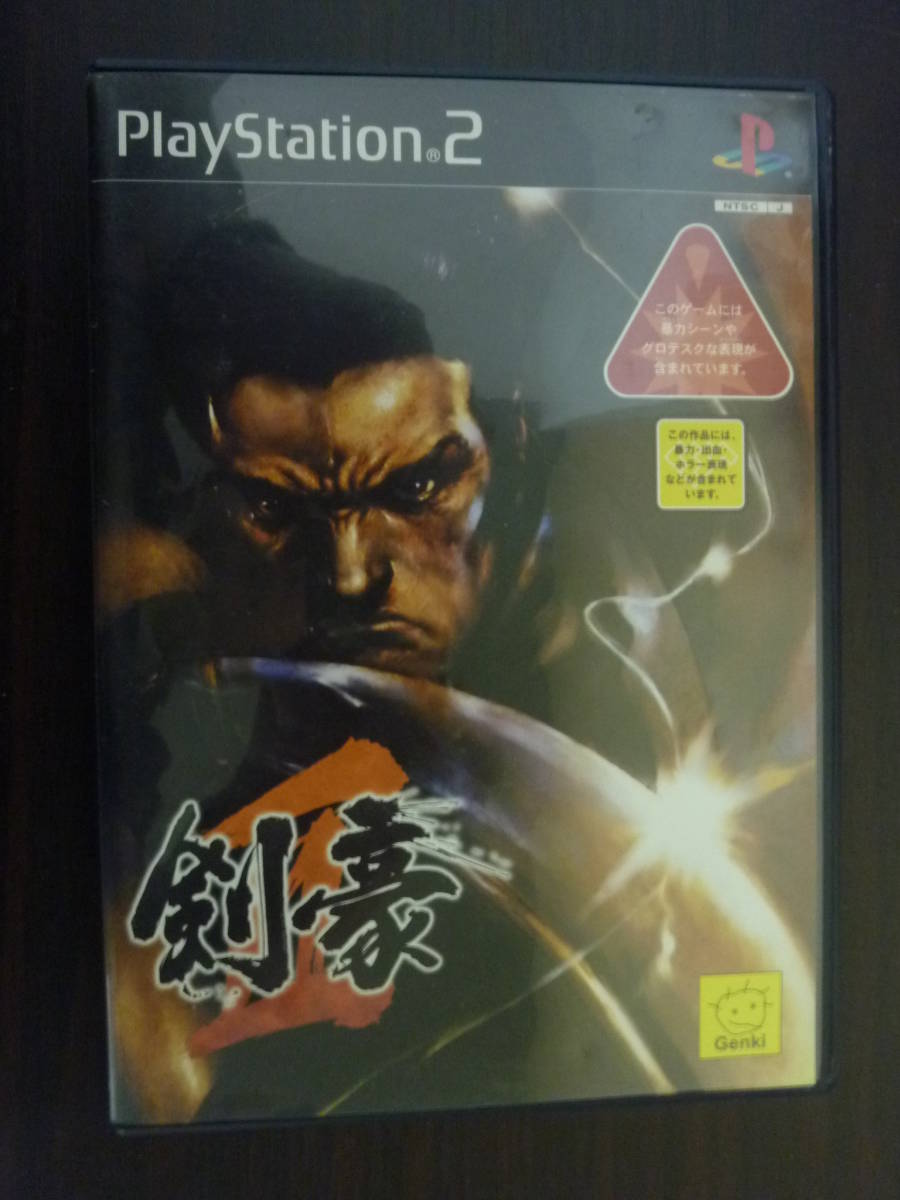 PlayStation®2
NTSC J
このゲームには
暴力シーンや
グロテスクな表現が
含まれています。
この作品には、
暴力・出血・
ホラー表現
などが含まれて
います。
剣豪
2
Genki